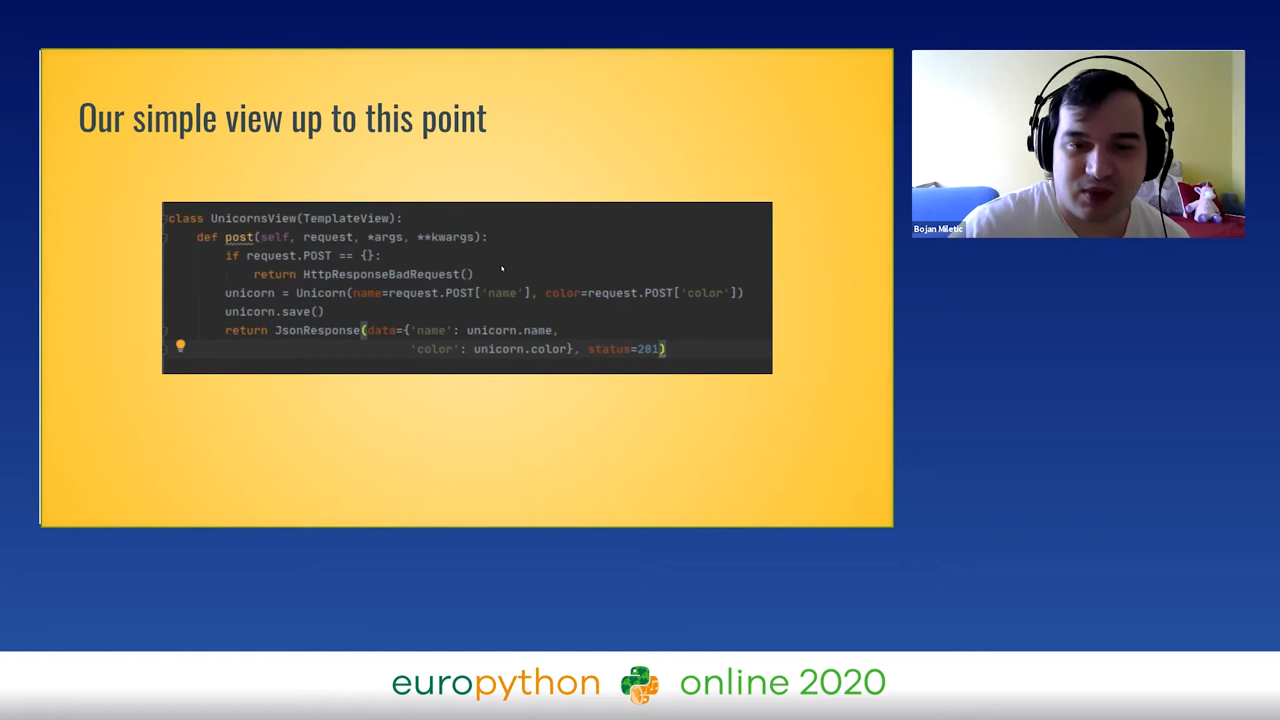 Our simple view up to this point
class UnicornsView(TemplateView):
def post(self, request, *args, **kwargs):
if request.POST == {}:
return HttpResponseBadRequest()
unicorn = Unicorn(name=request.POST['name'], color=request.POST['color'])
unicorn.save()
return JsonResponse(data={'name': unicorn.name,
'color': unicorn.color}, status=201)
Bojan Miletic
europython online 2020